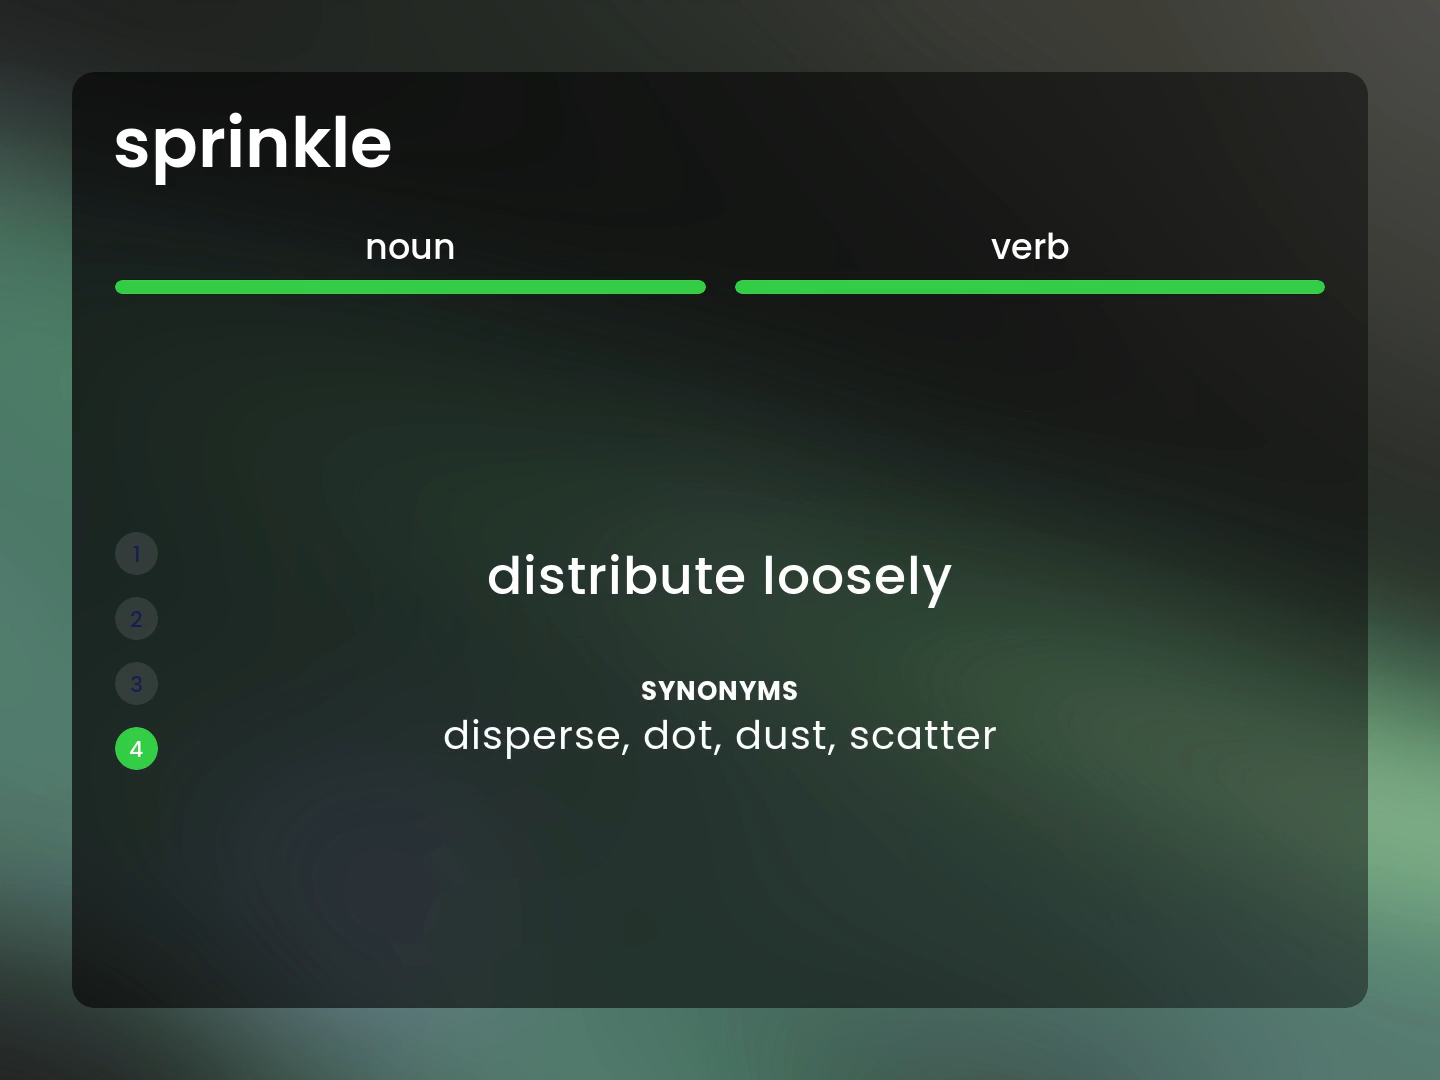 sprinkle
noun
verb
1
2
3
4
distribute loosely
SYNONYMS
disperse, dot, dust, scatter